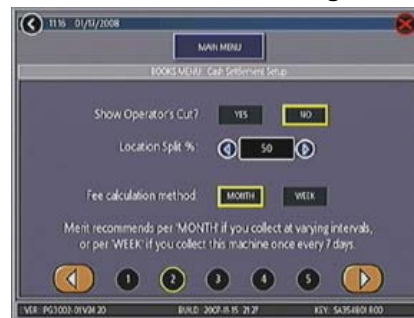 11:16 01/17/2008
MAIN MENU
BOOKS MENU: Cash Settlement Setup
Show Operator's Cut? YES NO
Location Split % 50
Fee calculation method: MONTH WEEK
Merit recommends per 'MONTH' if you collect at varying intervals,
or per 'WEEK' if you collect this machine once every 7 days.
1 2 3 4 5
VER: PG3002-01V24.20 BUILD: 2007-11-15 21:27 KEY: SA354801 R00